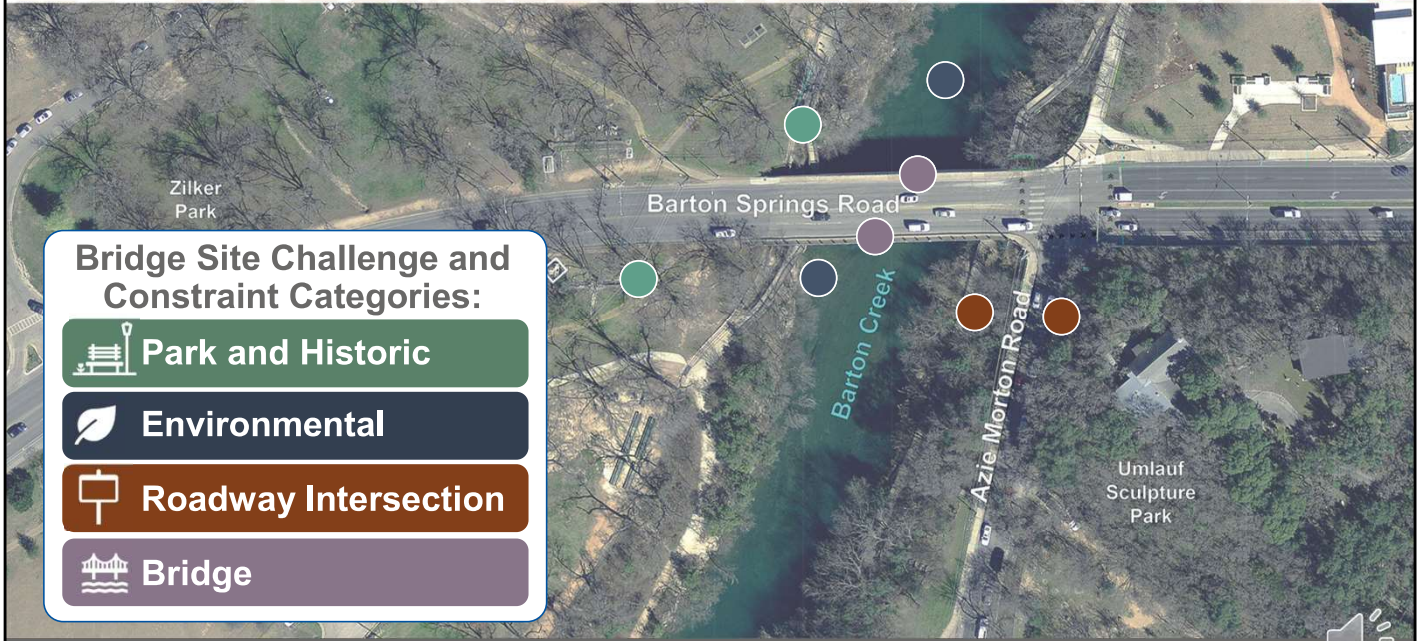 Zilker
Park
Barton Springs Road
Bridge Site Challenge and
Constraint Categories:
Park and Historic
Environmental
Roadway Intersection
Bridge
Barton Creek
Azie Morton Road
Umlauf
Sculpture
Park